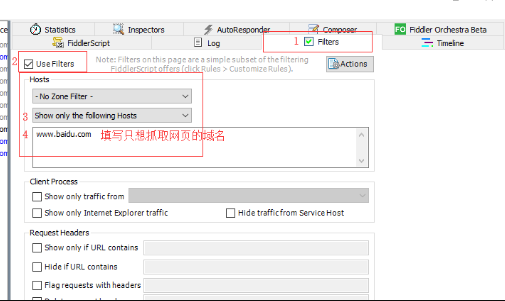 Statistics
Inspectors
AutoResponder
Composer
FO Fiddler Orchestra Beta
FiddlerScript
Log
1
Filters
Timeline
2
Use Filters
Note: Filters on this page are a simple subset of the filtering
FiddlerScript offers (click Rules > Customize Rules).
Actions
Hosts
- No Zone Filter -
3
Show only the following Hosts
4
www.baidu.com 填写只想抓取网页的域名
Client Process
Show only traffic from
Show only Internet Explorer traffic
Hide traffic from Service Host
Request Headers
Show only if URL contains
Hide if URL contains
Flag requests with headers